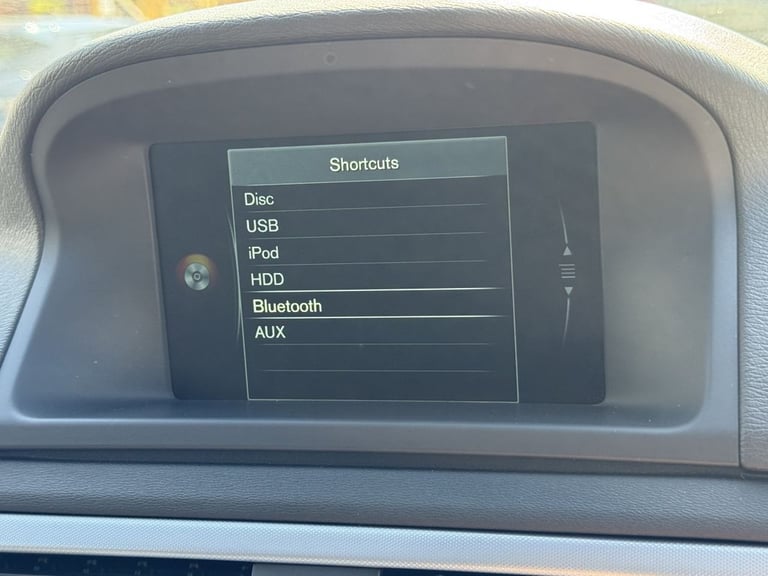 Shortcuts
Disc
USB
iPod
HDD
Bluetooth
AUX